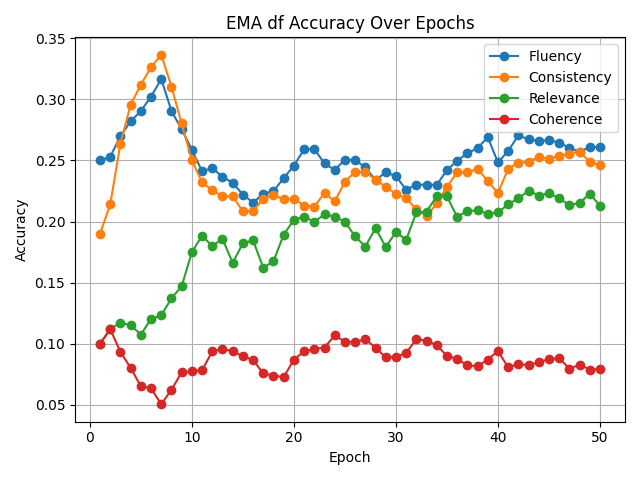 EMA df Accuracy Over Epochs
Fluency
Consistency
Relevance
Coherence
Accuracy
0.35
0.30
0.25
0.20
0.15
0.10
0.05
0 10 20 30 40 50
Epoch